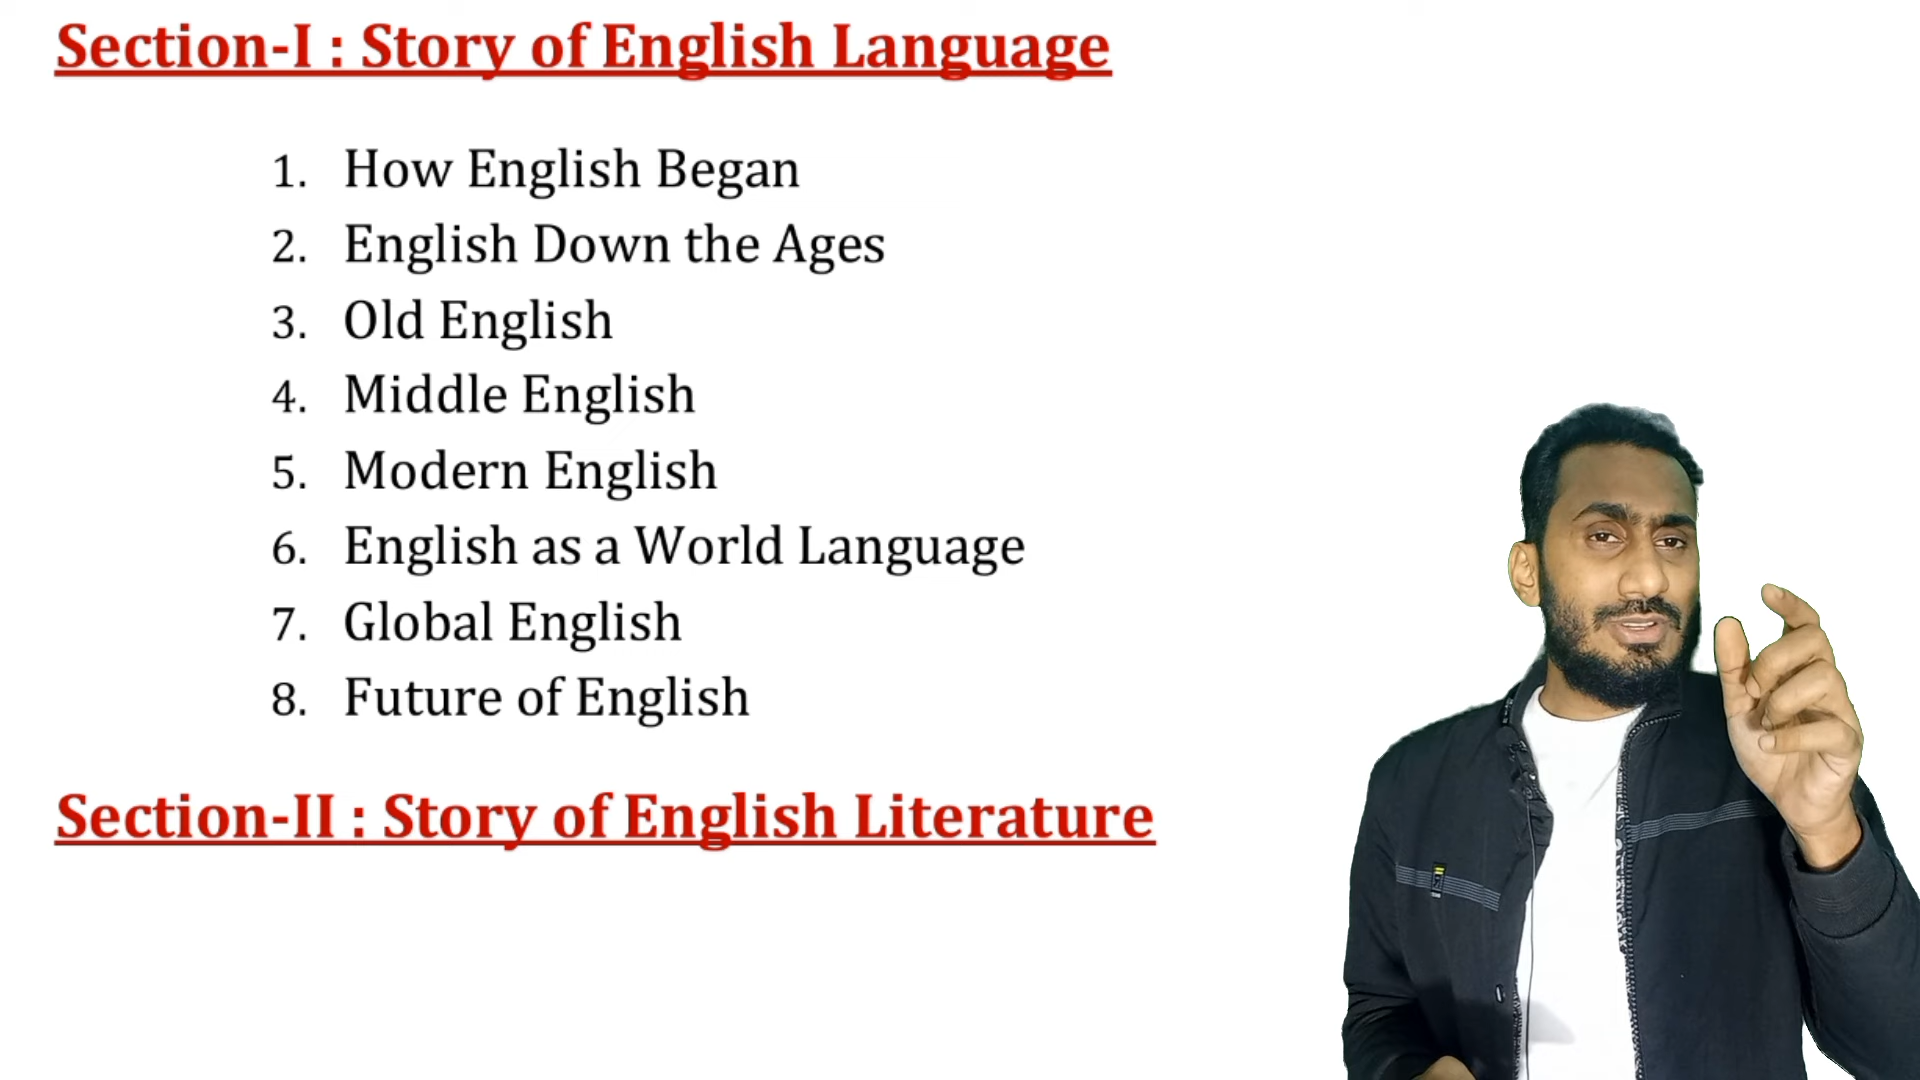 Section-I : Story of English Language
1. How English Began
2. English Down the Ages
3. Old English
4. Middle English
5. Modern English
6. English as a World Language
7. Global English
8. Future of English
Section-II : Story of English Literature